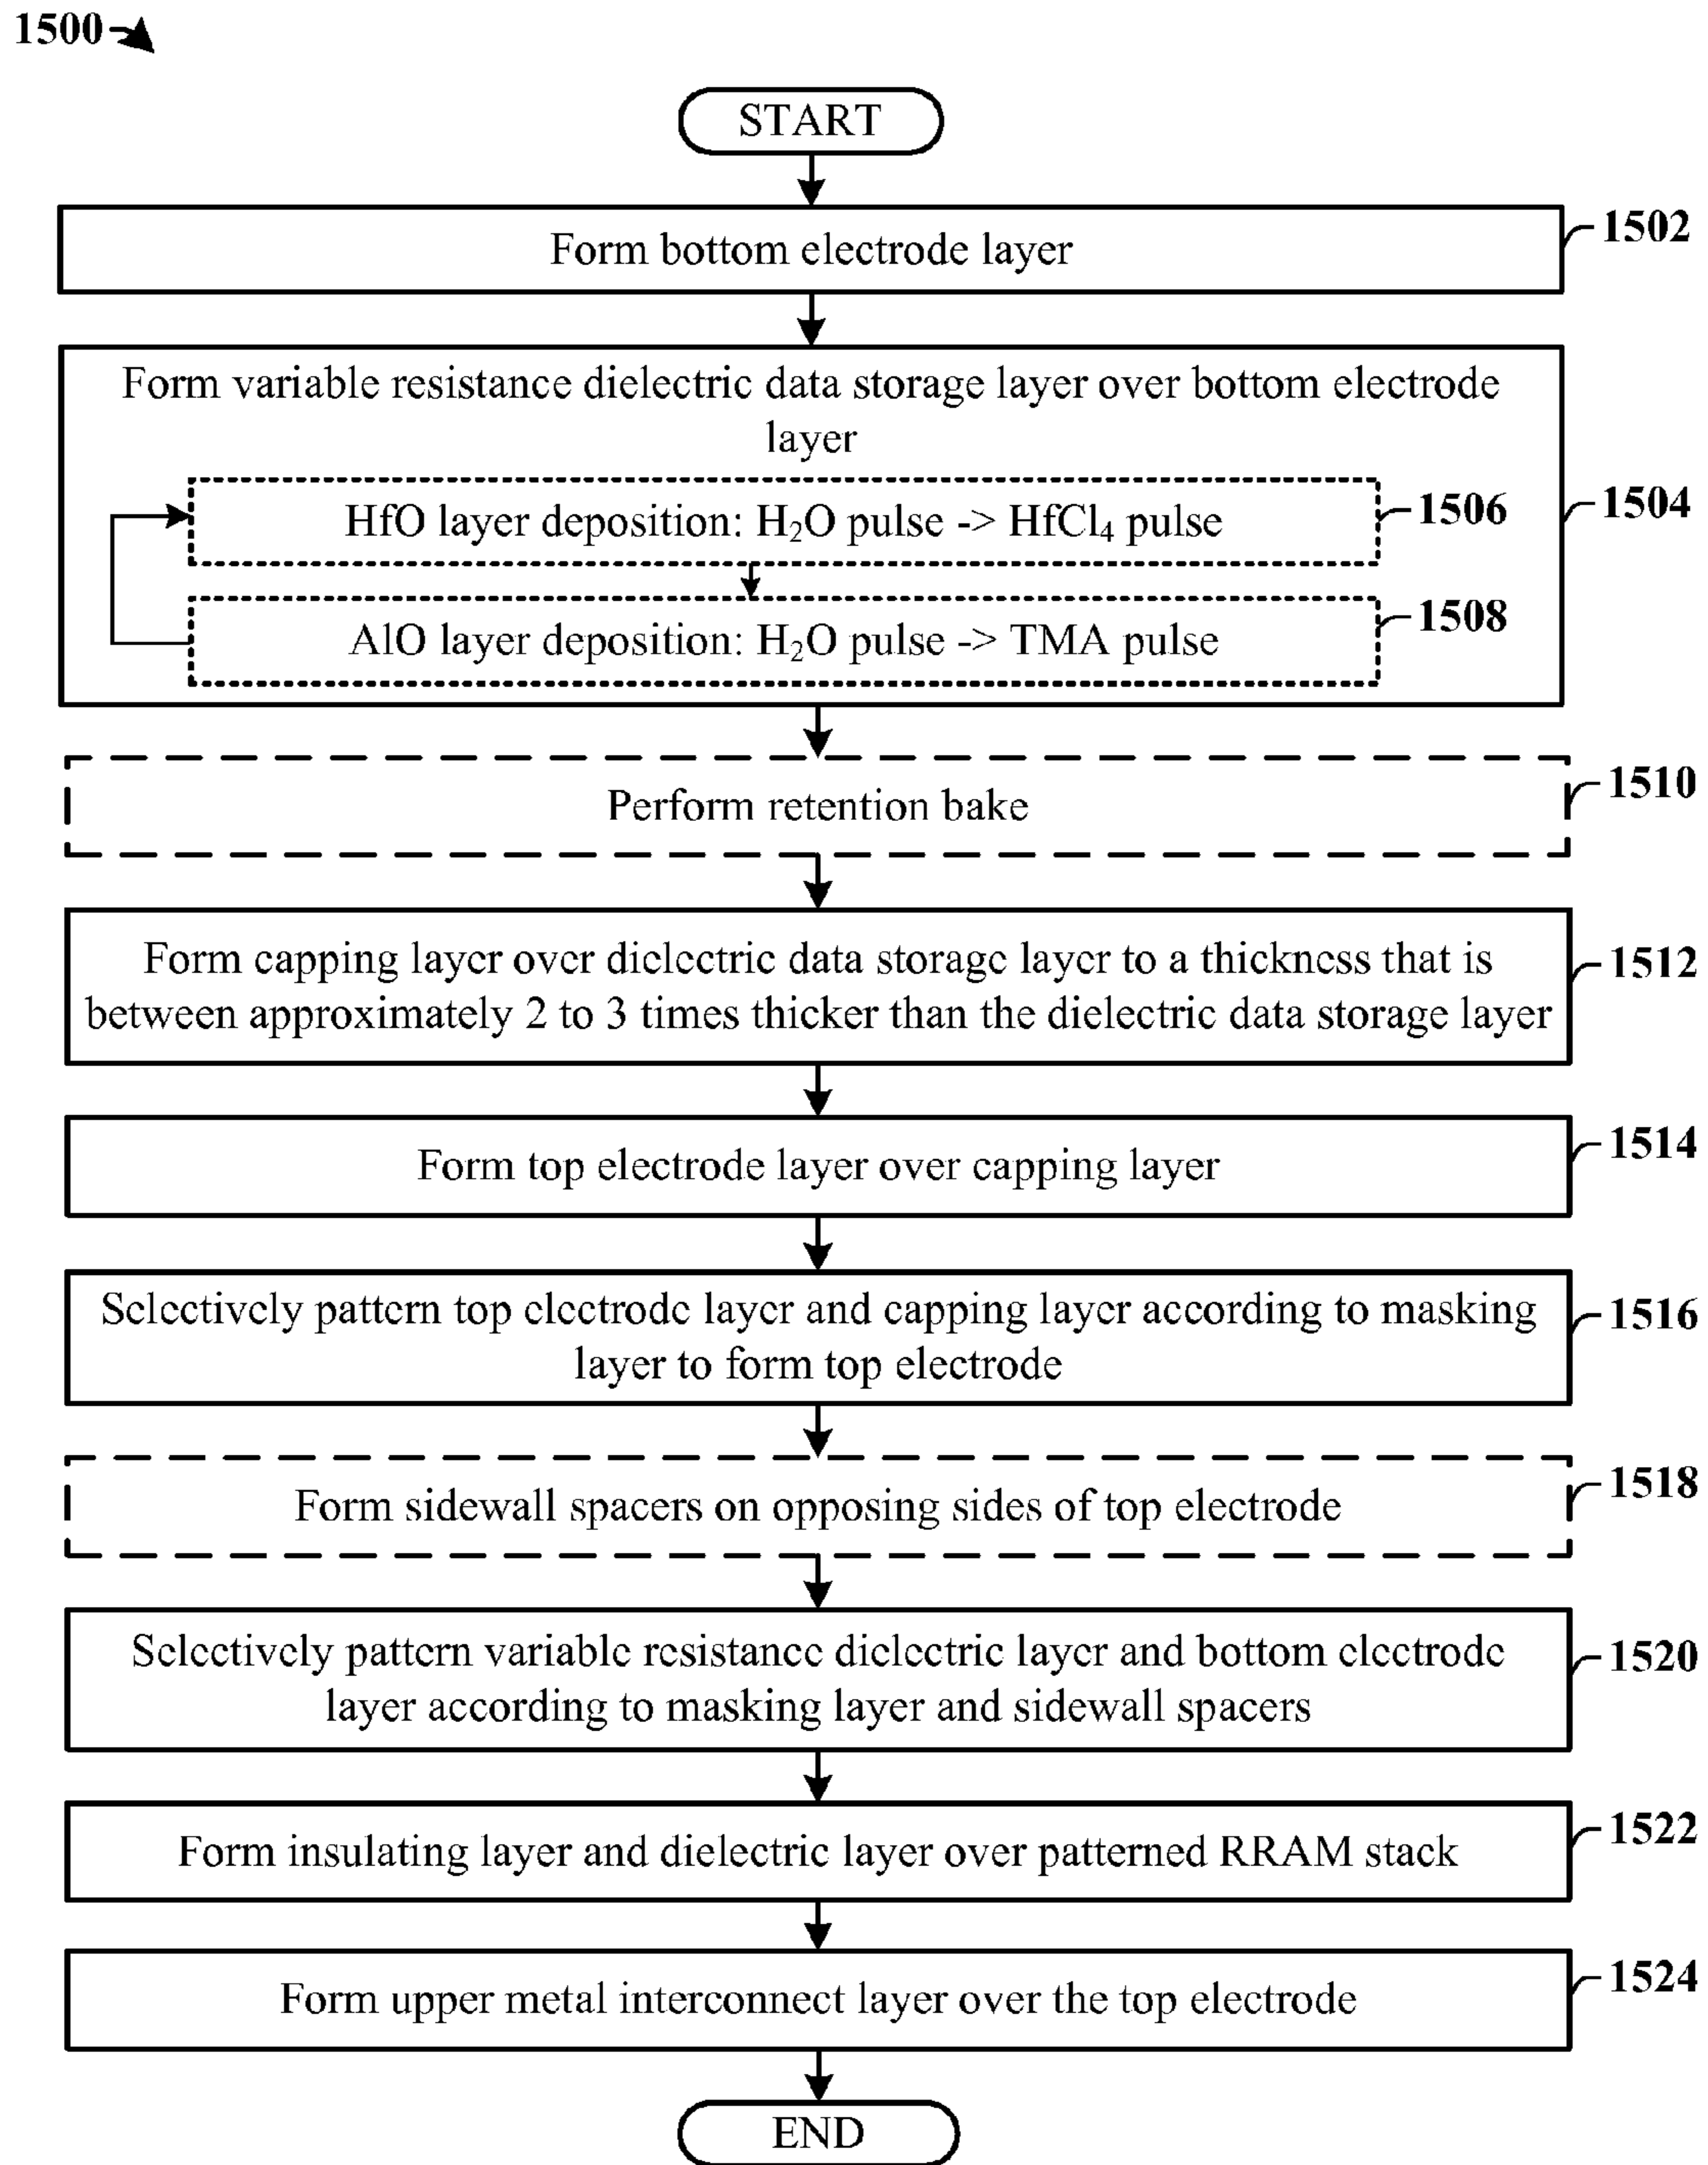 1500
START
Form bottom electrode layer
1502
Form variable resistance dielectric data storage layer over bottom electrode
layer
1504
HfO layer deposition: H₂O pulse -> HfCl₄ pulse
1506
AlO layer deposition: H₂O pulse -> TMA pulse
1508
Perform retention bake
1510
Form capping layer over dielectric data storage layer to a thickness that is
between approximately 2 to 3 times thicker than the dielectric data storage layer
1512
Form top electrode layer over capping layer
1514
Selectively pattern top electrode layer and capping layer according to masking
layer to form top electrode
1516
Form sidewall spacers on opposing sides of top electrode
1518
Selectively pattern variable resistance dielectric layer and bottom electrode
layer according to masking layer and sidewall spacers
1520
Form insulating layer and dielectric layer over patterned RRAM stack
1522
Form upper metal interconnect layer over the top electrode
1524
END